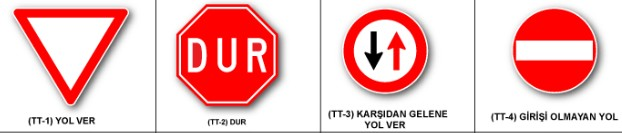 DUR
(TT-1) YOL VER
(TT-2) DUR
(TT-3) KARŞIDAN GELENE
YOL VER
(TT-4) GİRİŞİ OLMAYAN YOL